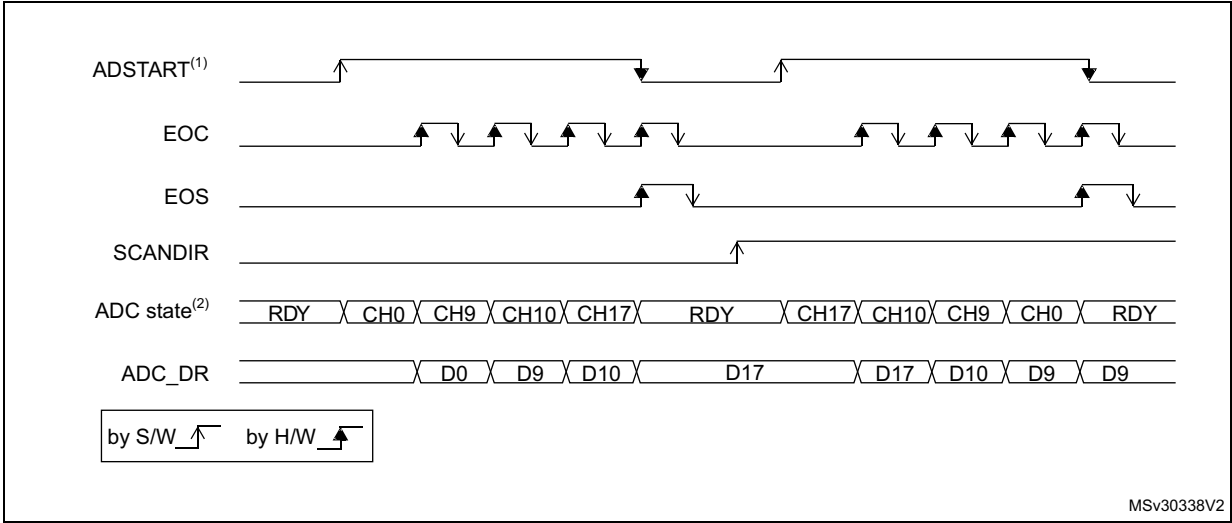 ADSTART(1)
EOC
EOS
SCANDIR
ADC state(2) RDY CH0 CH9 CH10 CH17 RDY CH17 CH10 CH9 CH0 RDY
ADC_DR D0 D9 D10 D17 D17 D10 D9 D9
by S/W by H/W
MSv30338V2